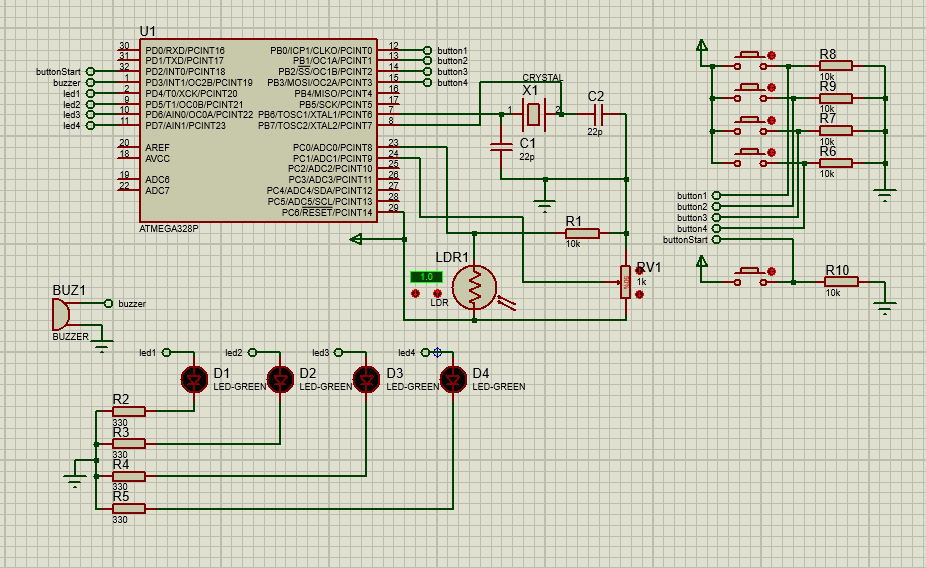 U1
30 PD0/RXD/PCINT16 PB0/ICP1/CLKO/PCINT0 12 button1
31 PD1/TXD/PCINT17 PB1/OC1A/PCINT1 13 button2
buttonStart 32 PD2/INT0/PCINT18 PB2/SS/OC1B/PCINT2 14 button3
buzzer 1 PD3/INT1/OC2B/PCINT19 PB3/MOSI/OC2A/PCINT3 15 button4
led1 2 PD4/T0/XCK/PCINT20 PB4/MISO/PCINT4 16
led2 9 PD5/T1/OC0B/PCINT21 PB5/SCK/PCINT5 17
led3 10 PD6/AIN0/OC0A/PCINT22 PB6/TOSC1/XTAL1/PCINT6 7
led4 11 PD7/AIN1/PCINT23 PB7/TOSC2/XTAL2/PCINT7 8
20 AREF PC0/ADC0/PCINT8 23
18 AVCC PC1/ADC1/PCINT9 24
PC2/ADC2/PCINT10 25
19 ADC6 PC3/ADC3/PCINT11 26
22 ADC7 PC4/ADC4/SDA/PCINT12 27
PC5/ADC5/SCL/PCINT13 28
PC6/RESET/PCINT14 29
ATMEGA328P
CRYSTAL
X1
1 2
C2
22p
C1
22p
R8
10k
R9
10k
R7
10k
R6
10k
button1
button2
button3
button4
buttonStart
R10
10k
R1
10k
LDR1
1.0
LDR
RV1
1k
50%
BUZ1
buzzer
BUZZER
led1 led2 led3 led4
D1 D2 D3 D4
LED-GREEN LED-GREEN LED-GREEN LED-GREEN
R2
330
R3
330
R4
330
R5
330